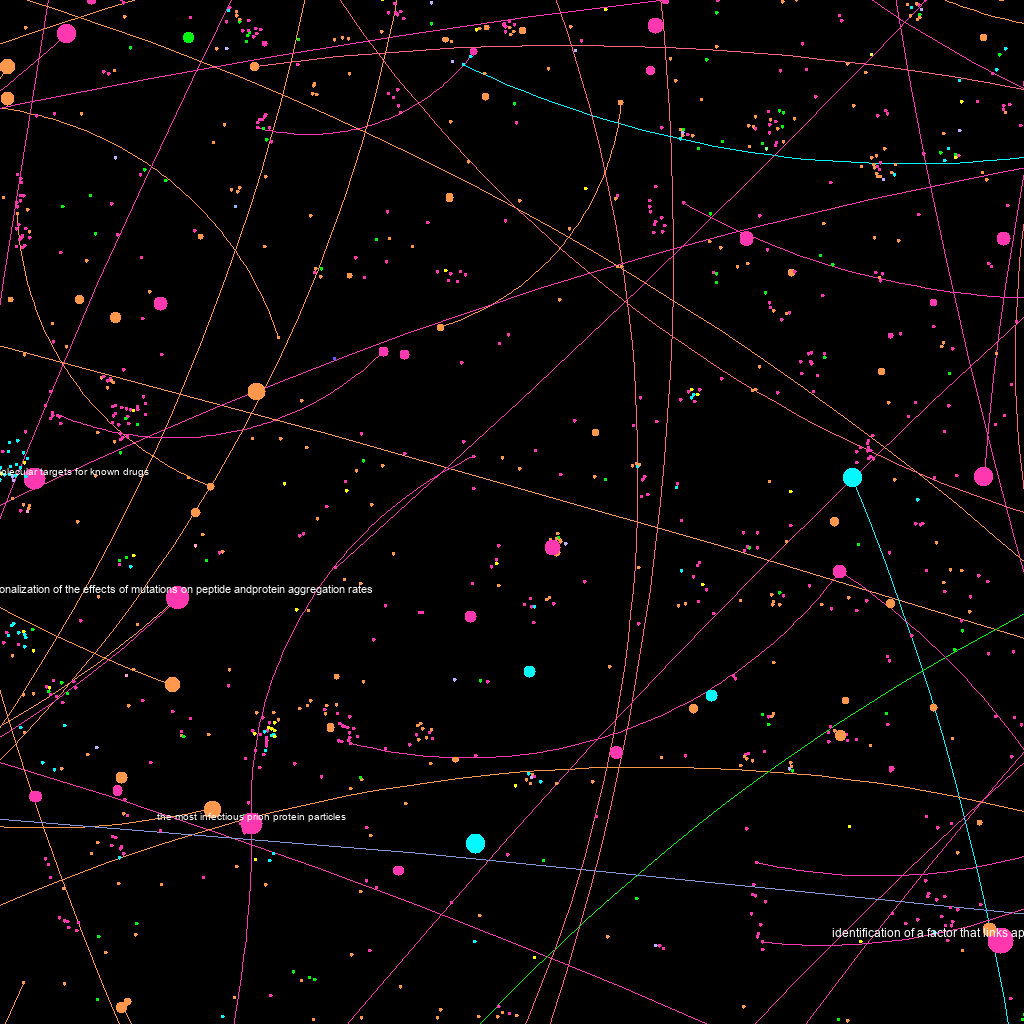 olecular targets for known drugs
onalization of the effects of mutations on peptide andprotein aggregation rates
the most infectious prion protein particles
identification of a factor that links ap